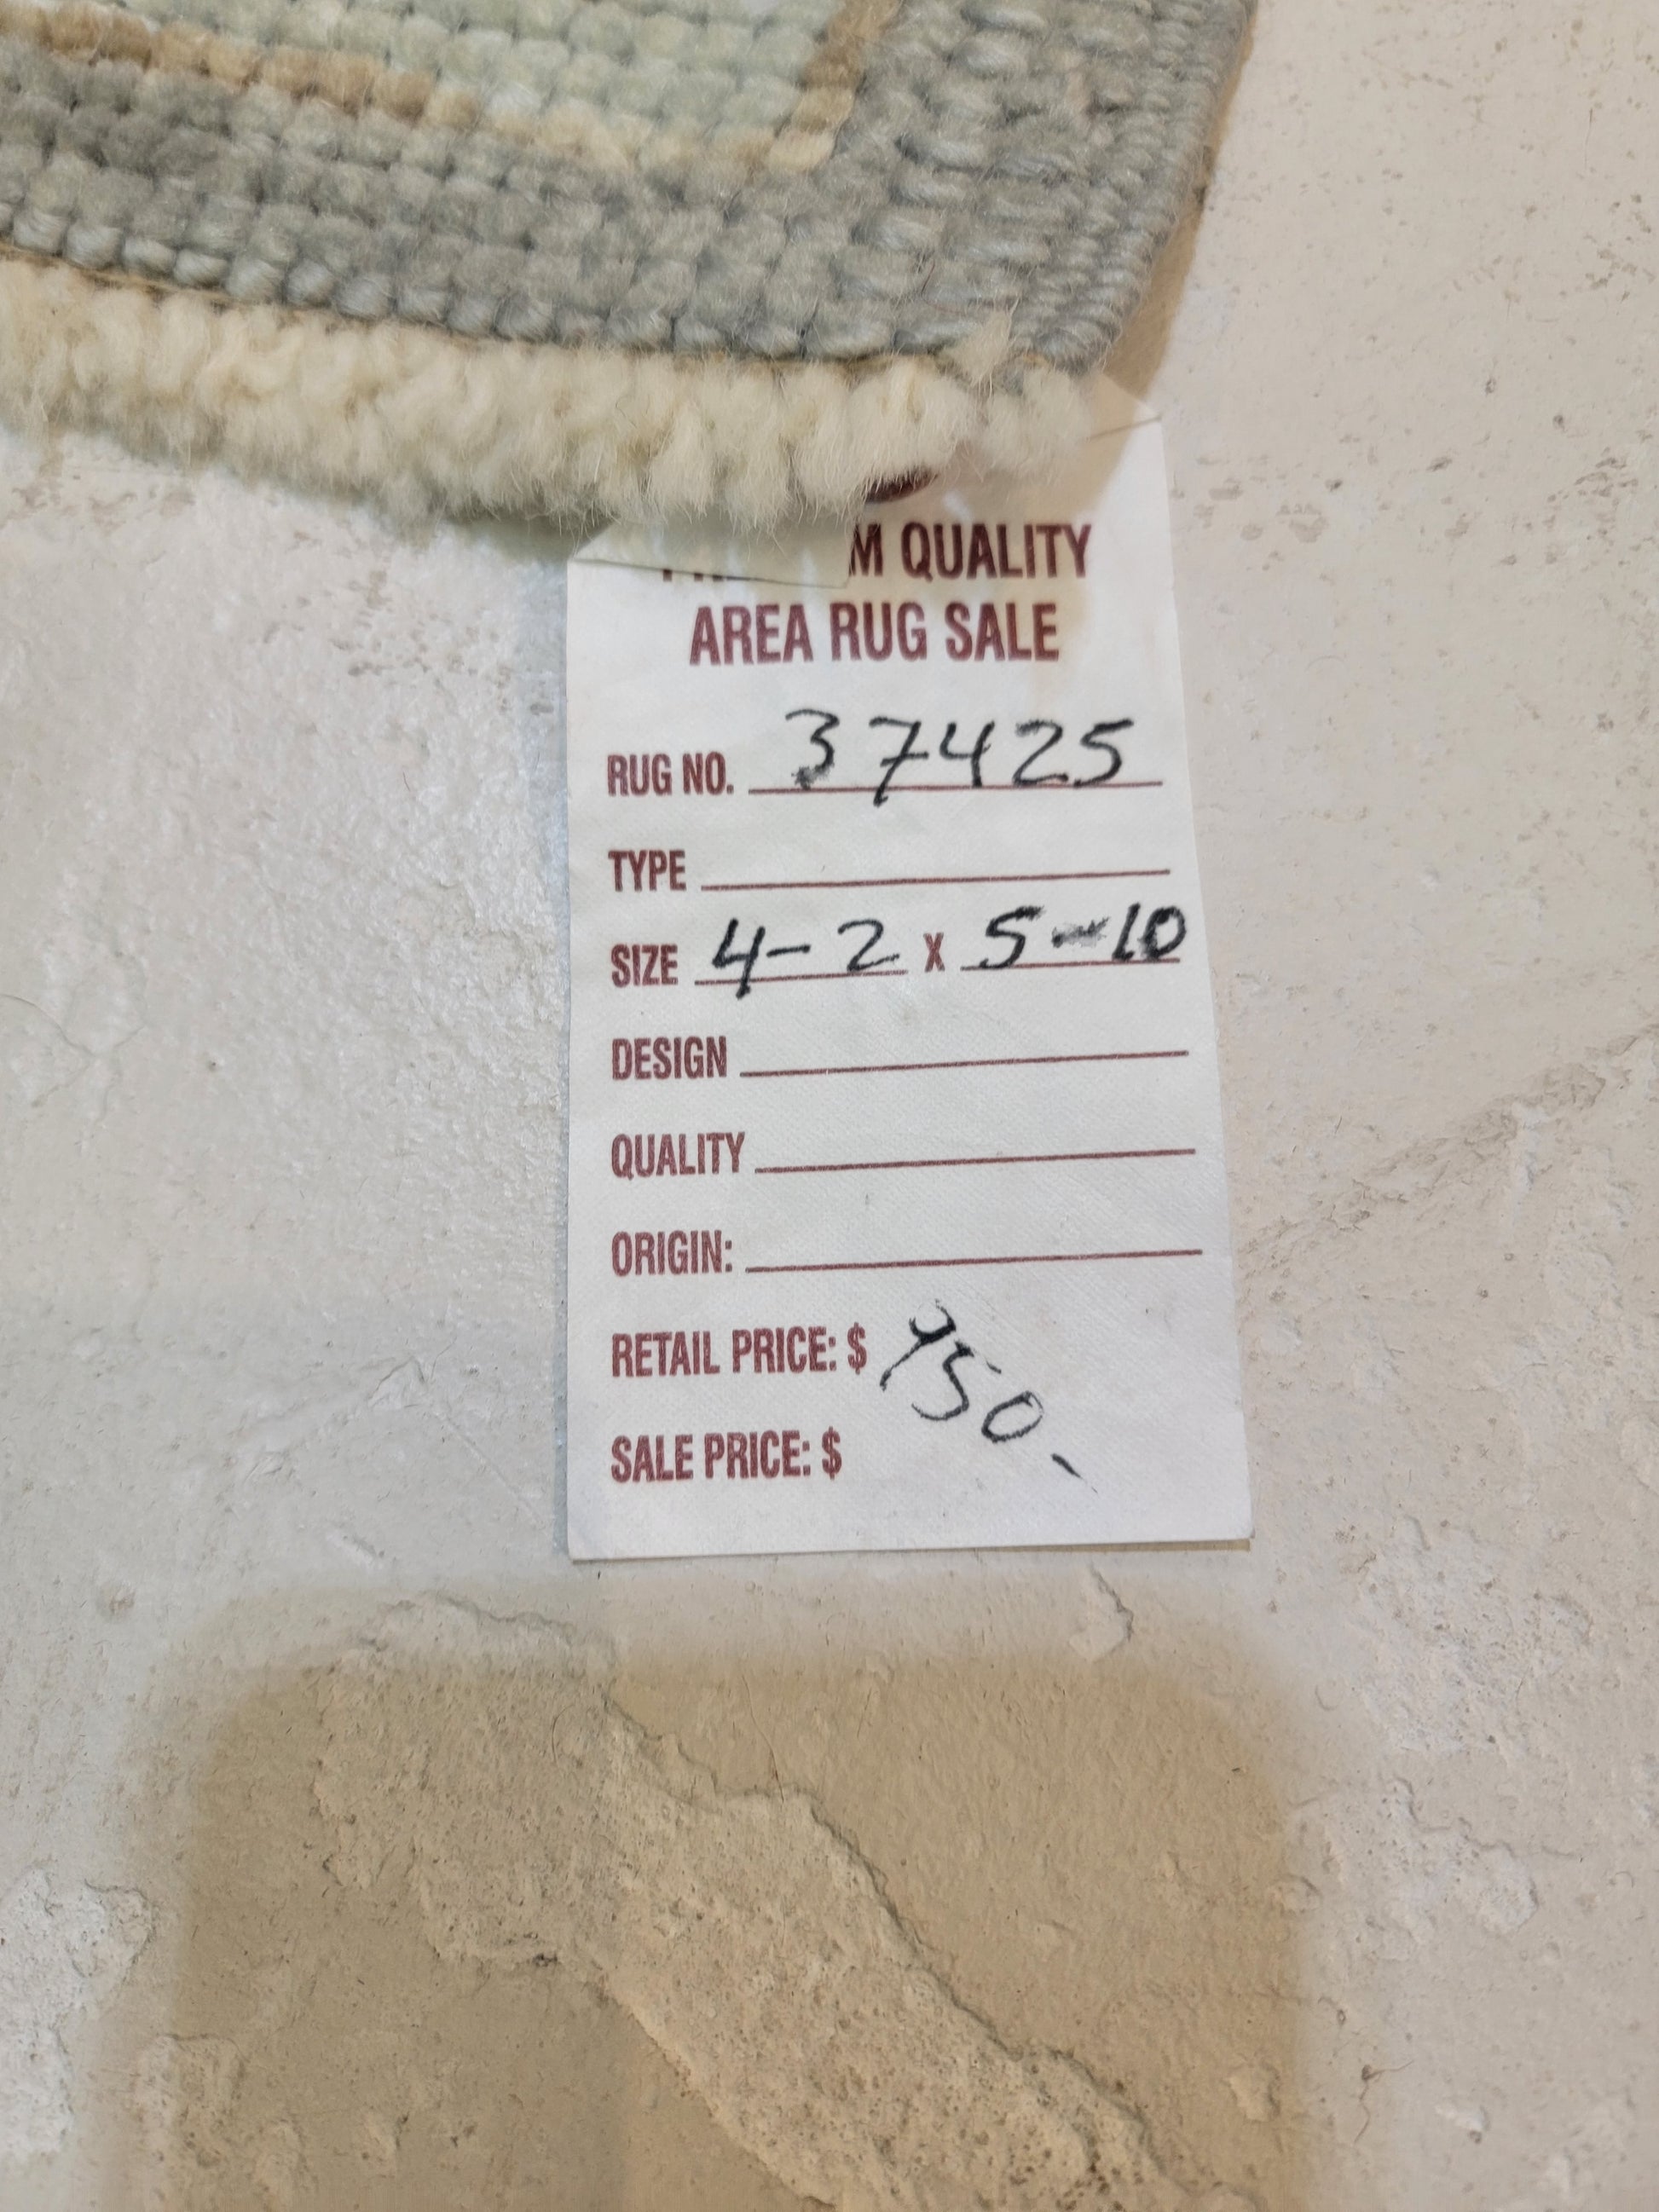 M QUALITY
AREA RUG SALE
RUG NO. 37425
TYPE
SIZE 4-2 X 5-10
DESIGN
QUALITY
ORIGIN:
RETAIL PRICE: $
SALE PRICE: $